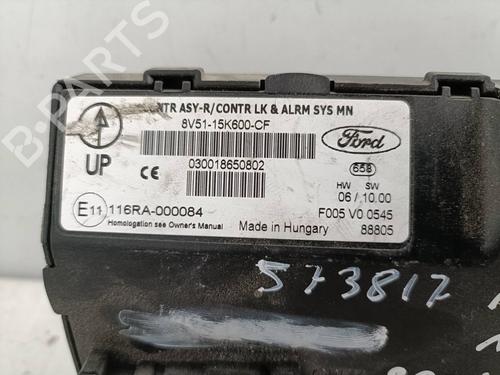 NTR ASY-R/CONTR LK & ALRM SYS MN
8V51-15K600-CF
Ford
UP
CE
030018650802
658
HW SW
06 / 10.00
E11 116RA-000084
F005 V0 0545
Homologation see Owner's Manual
Made in Hungary
88805
573817